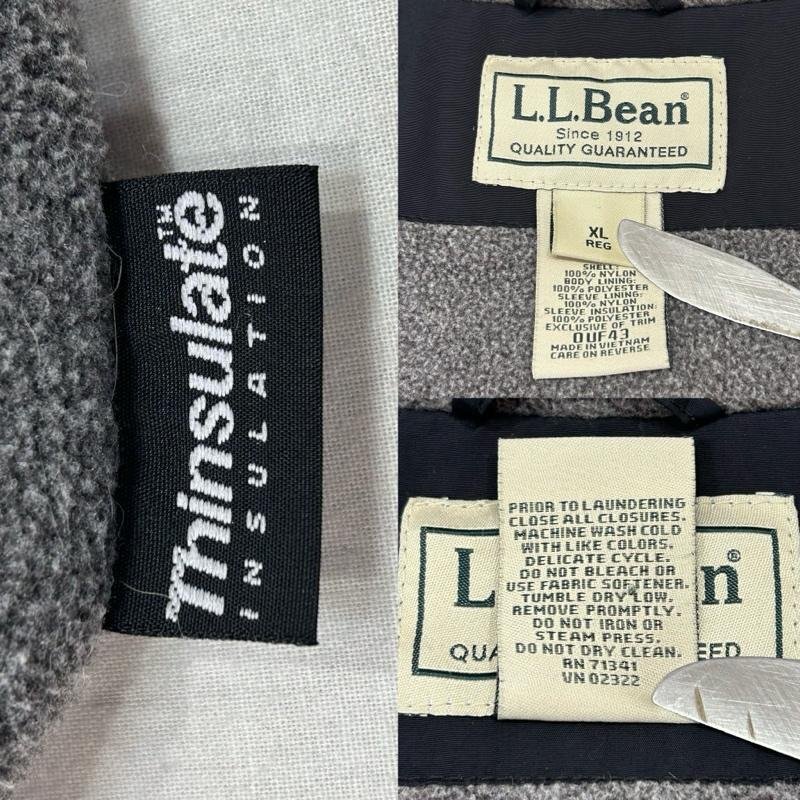 Thinsulate™
INSULATION
L.L.Bean®
Since 1912
QUALITY GUARANTEED
XL
REG
SHELL:
100% NYLON
BODY LINING:
100% POLYESTER
SLEEVE LINING:
100% NYLON
SLEEVE INSULATION:
100% POLYESTER
EXCLUSIVE OF TRIM
OUF43
MADE IN VIETNAM
CARE ON REVERSE
PRIOR TO LAUNDERING
CLOSE ALL CLOSURES.
MACHINE WASH COLD
WITH LIKE COLORS.
DELICATE CYCLE.
DO NOT BLEACH OR
USE FABRIC SOFTENER.
TUMBLE DRY LOW.
REMOVE PROMPTLY.
DO NOT IRON OR
STEAM PRESS.
DO NOT DRY CLEAN.
RN 71341
VN 02322
L n®
QUA EED